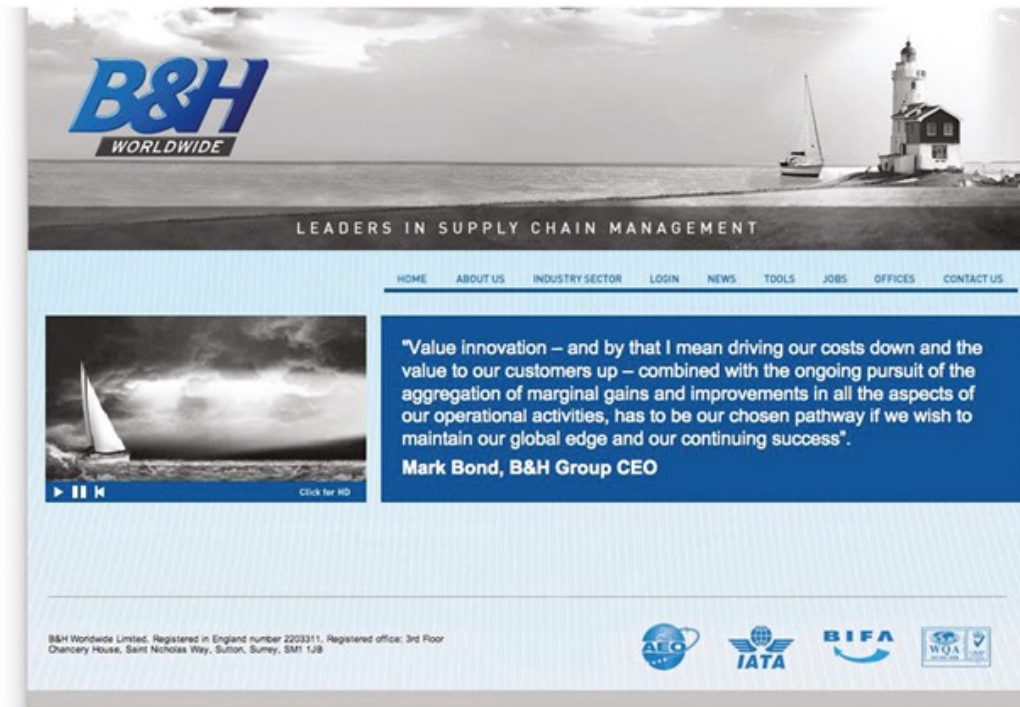 B&H
WORLDWIDE
LEADERS IN SUPPLY CHAIN MANAGEMENT
HOME ABOUT US INDUSTRY SECTOR LOGIN NEWS TOOLS JOBS OFFICES CONTACT US
"Value innovation – and by that I mean driving our costs down and the
value to our customers up – combined with the ongoing pursuit of the
aggregation of marginal gains and improvements in all the aspects of
our operational activities, has to be our chosen pathway if we wish to
maintain our global edge and our continuing success".
Mark Bond, B&H Group CEO
Click for HD
B&H Worldwide Limited, Registered in England number 2203311, Registered office: 3rd Floor
Chancery House, Saint Nicholas Way, Sutton, Surrey, SM1 1JB
AEO
IATA
BIFA
WQA